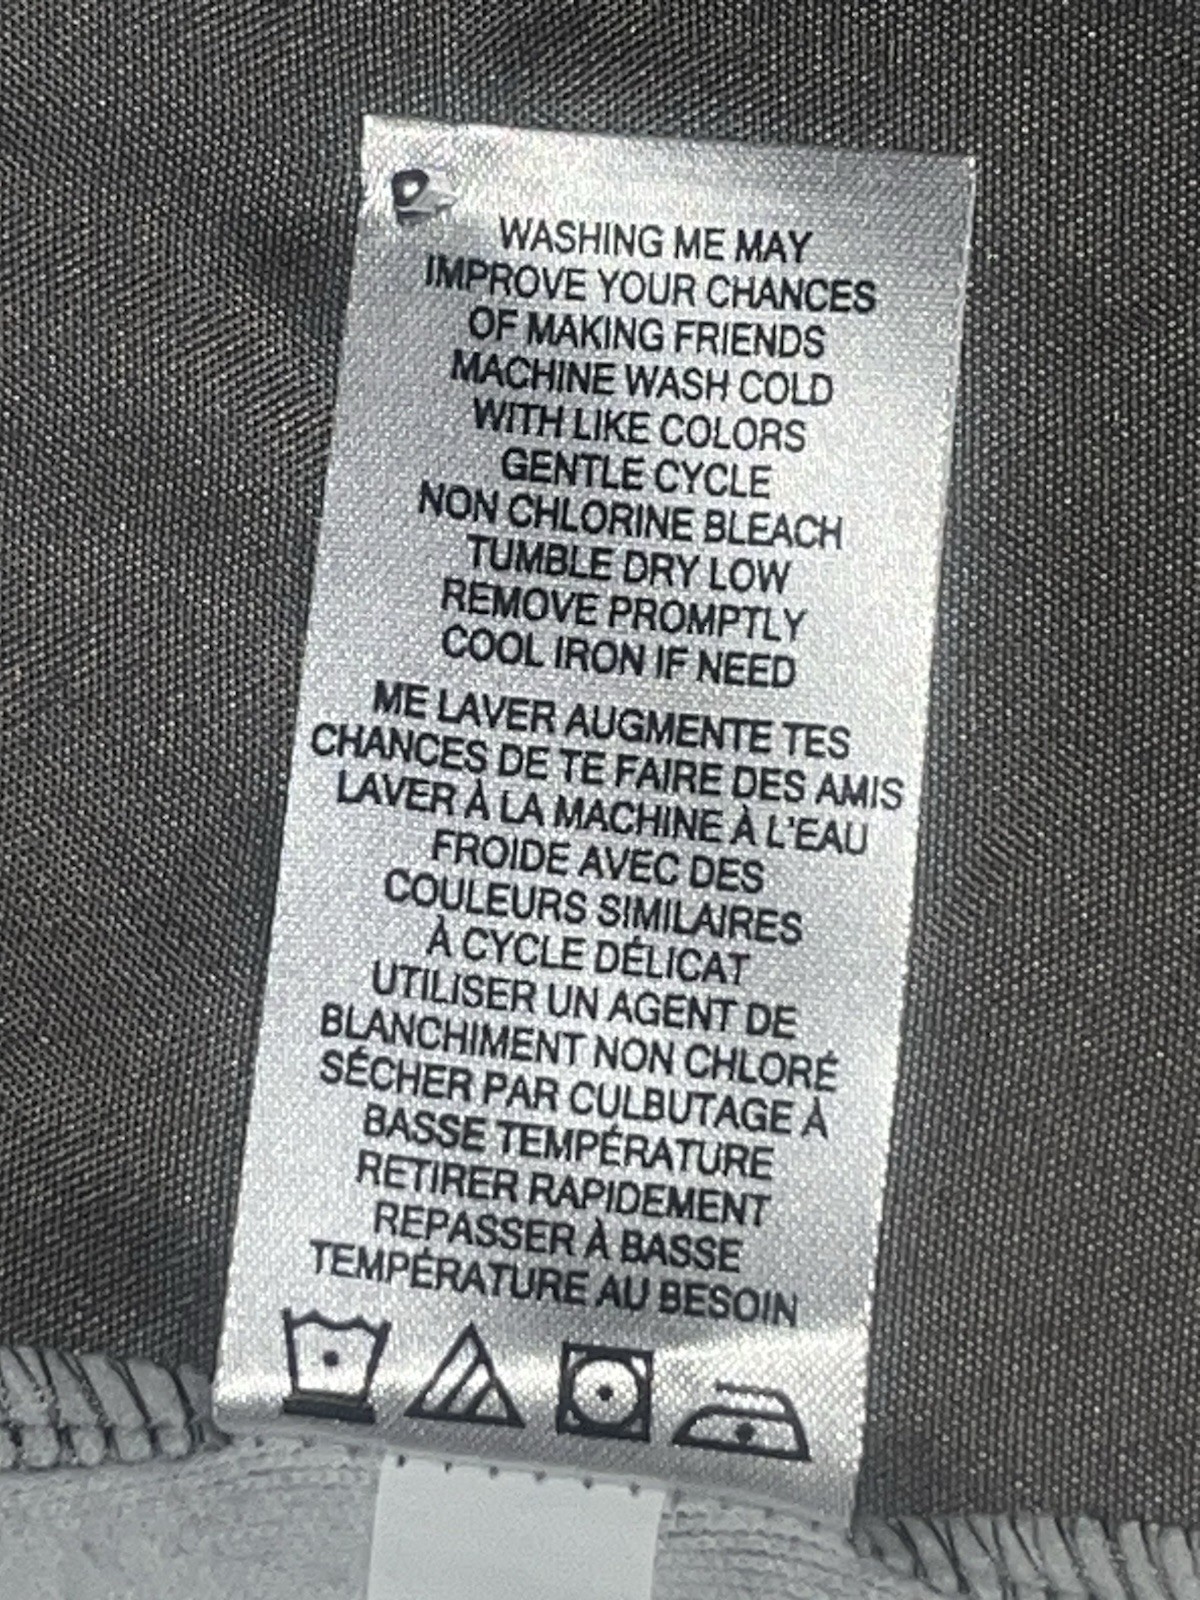 WASHING ME MAY
IMPROVE YOUR CHANCES
OF MAKING FRIENDS
MACHINE WASH COLD
WITH LIKE COLORS
GENTLE CYCLE
NON CHLORINE BLEACH
TUMBLE DRY LOW
REMOVE PROMPTLY
COOL IRON IF NEED
ME LAVER AUGMENTE TES
CHANCES DE TE FAIRE DES AMIS
LAVER À LA MACHINE À L'EAU
FROIDE AVEC DES
COULEURS SIMILAIRES
À CYCLE DÉLICAT
UTILISER UN AGENT DE
BLANCHIMENT NON CHLORÉ
SÉCHER PAR CULBUTAGE À
BASSE TEMPÉRATURE
RETIRER RAPIDEMENT
REPASSER À BASSE
TEMPÉRATURE AU BESOIN